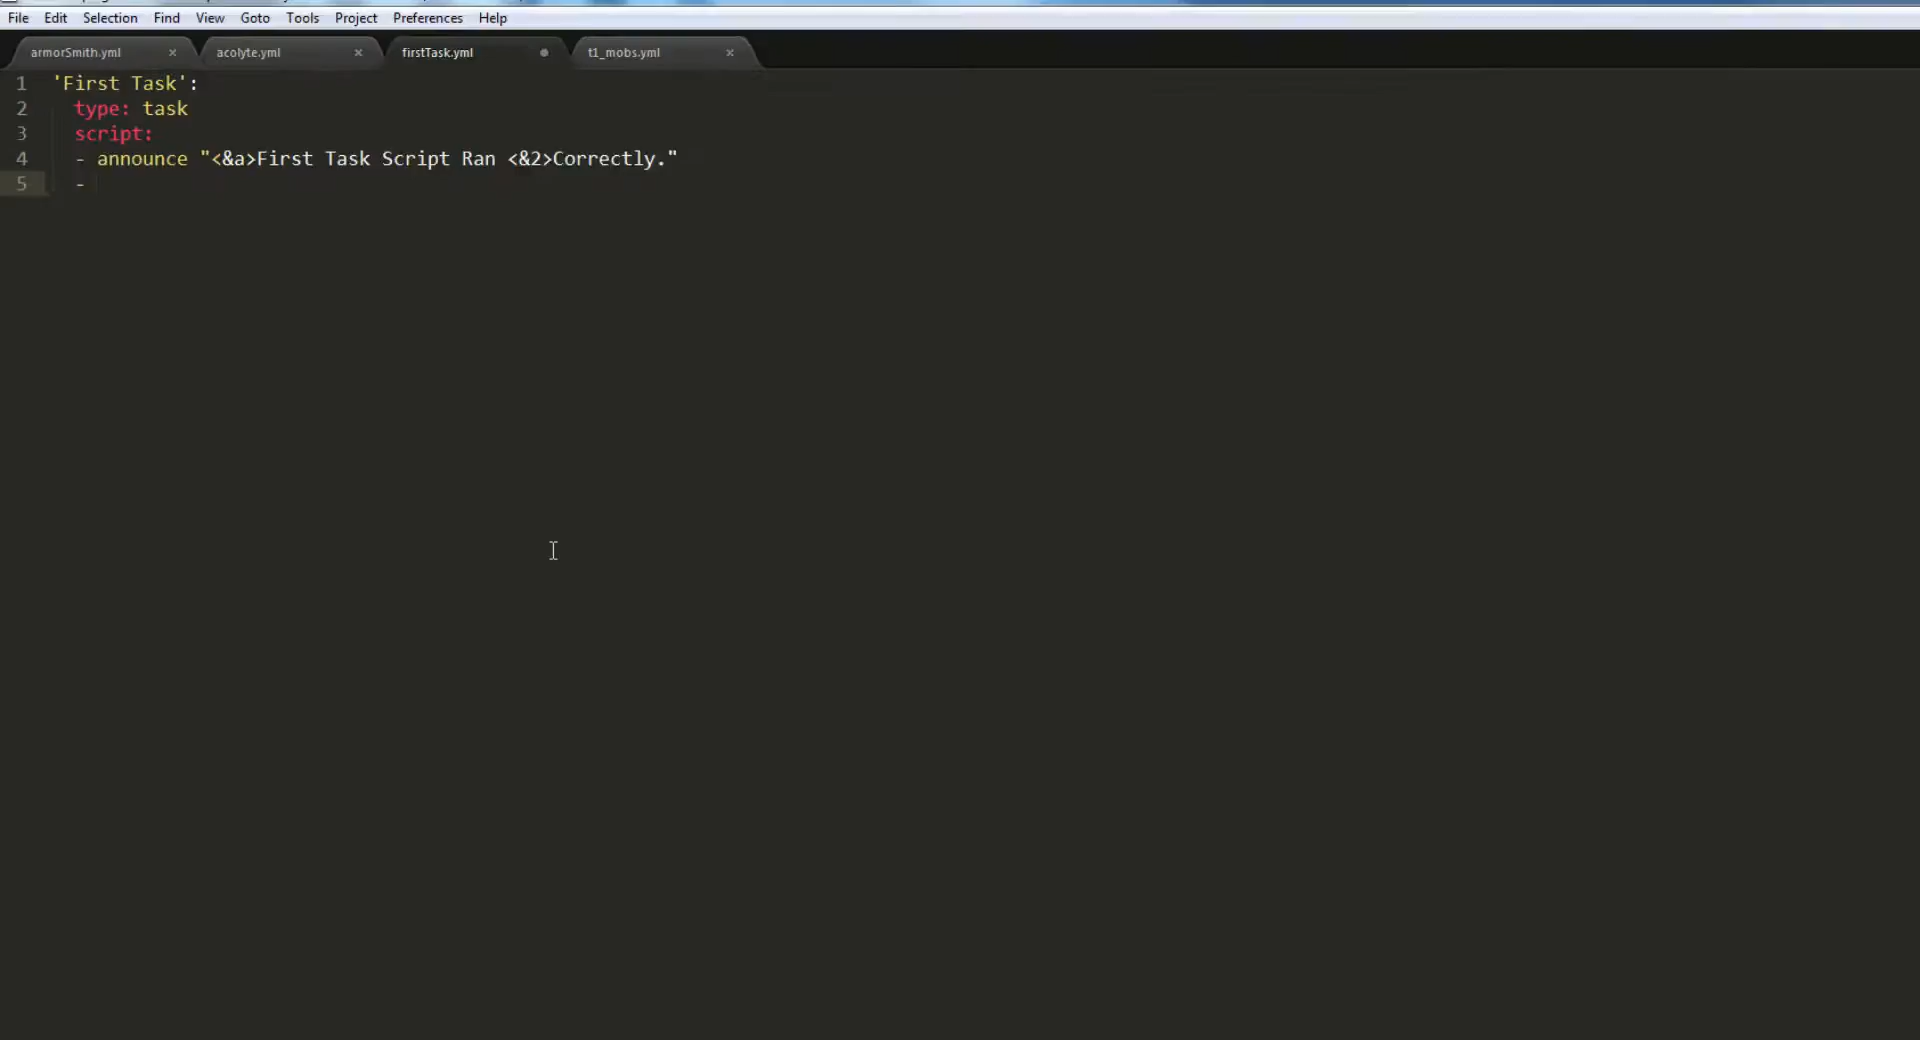 File Edit Selection Find View Goto Tools Project Preferences Help
armorSmith.yml × acolyte.yml × firstTask.yml t1_mobs.yml ×
1 'First Task':
2 type: task
3 script:
4 - announce "<&a>First Task Script Ran <&2>Correctly."
5 -